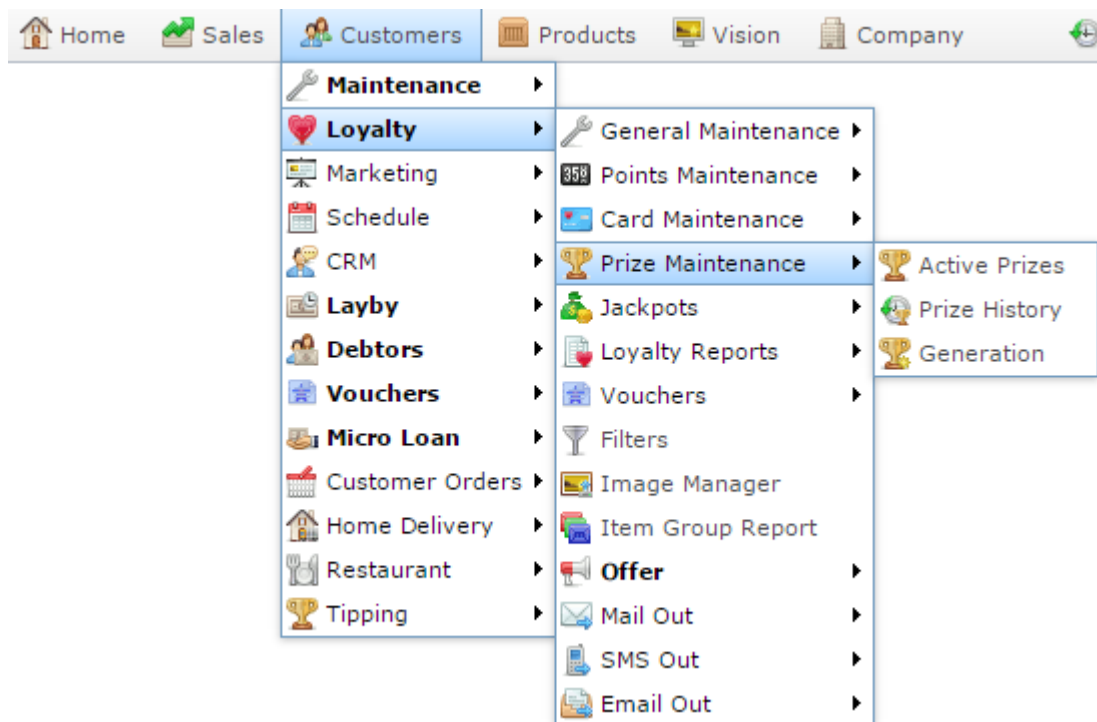 Home Sales Customers Products Vision Company
Maintenance
Loyalty
Marketing
Schedule
CRM
Layby
Debtors
Vouchers
Micro Loan
Customer Orders
Home Delivery
Restaurant
Tipping
General Maintenance
Points Maintenance
Card Maintenance
Prize Maintenance
Jackpots
Loyalty Reports
Vouchers
Filters
Image Manager
Item Group Report
Offer
Mail Out
SMS Out
Email Out
Active Prizes
Prize History
Generation